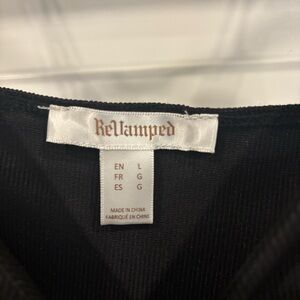 ReVamped
EN L
FR G
ES G
MADE IN CHINA
FABRIQUÉ EN CHINE